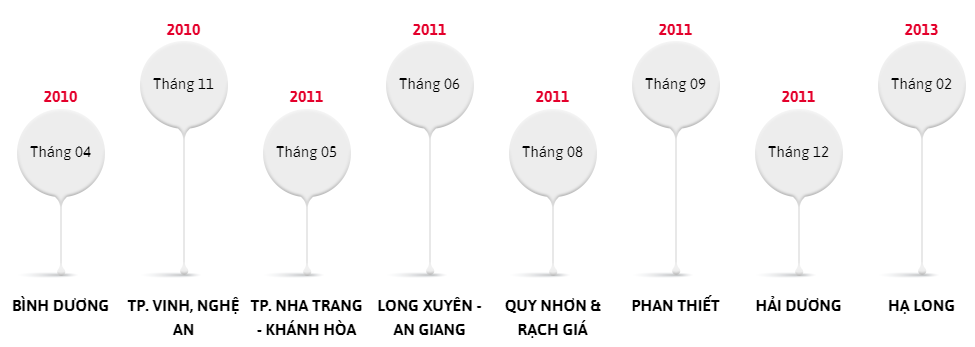 2010
Tháng 04
BÌNH DƯƠNG
2010
Tháng 11
TP. VINH, NGHỆ
AN
2011
Tháng 05
TP. NHA TRANG
- KHÁNH HÒA
2011
Tháng 06
LONG XUYÊN -
AN GIANG
2011
Tháng 08
QUY NHƠN &
RẠCH GIÁ
2011
Tháng 09
PHAN THIẾT
2011
Tháng 12
HẢI DƯƠNG
2013
Tháng 02
HẠ LONG